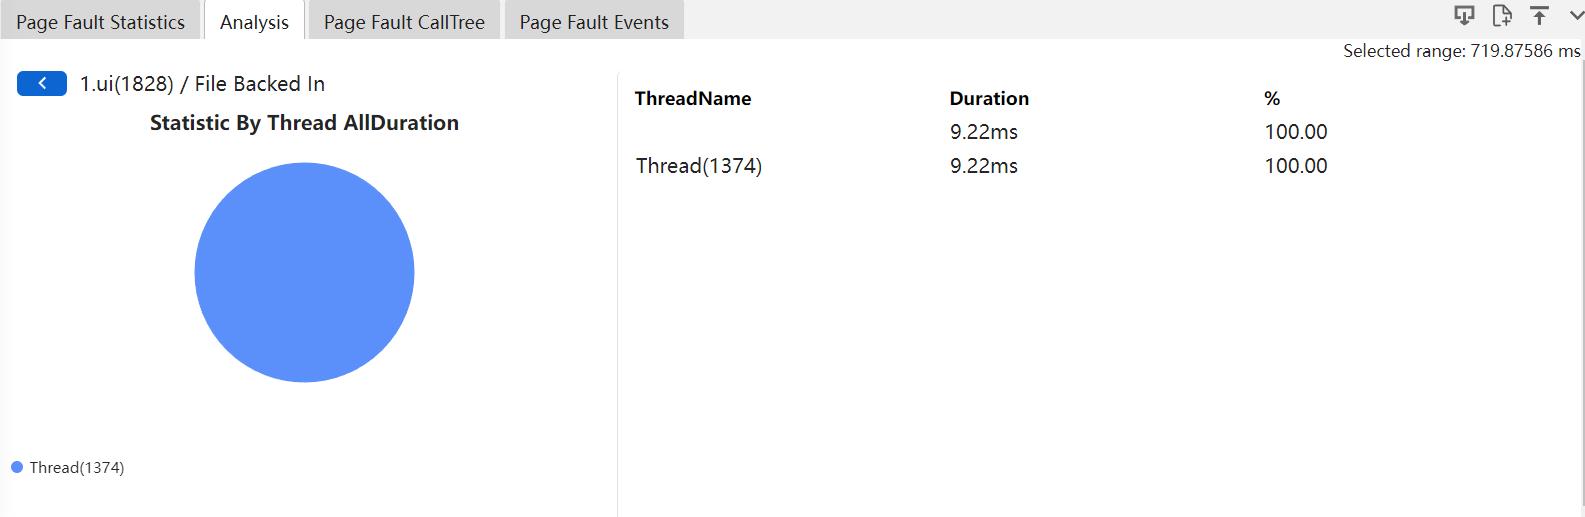 Page Fault Statistics Analysis Page Fault CallTree Page Fault Events
Selected range: 719.87586 ms
1.ui(1828) / File Backed In
Statistic By Thread AllDuration
Thread(1374)
ThreadName Duration %
9.22ms 100.00
Thread(1374) 9.22ms 100.00